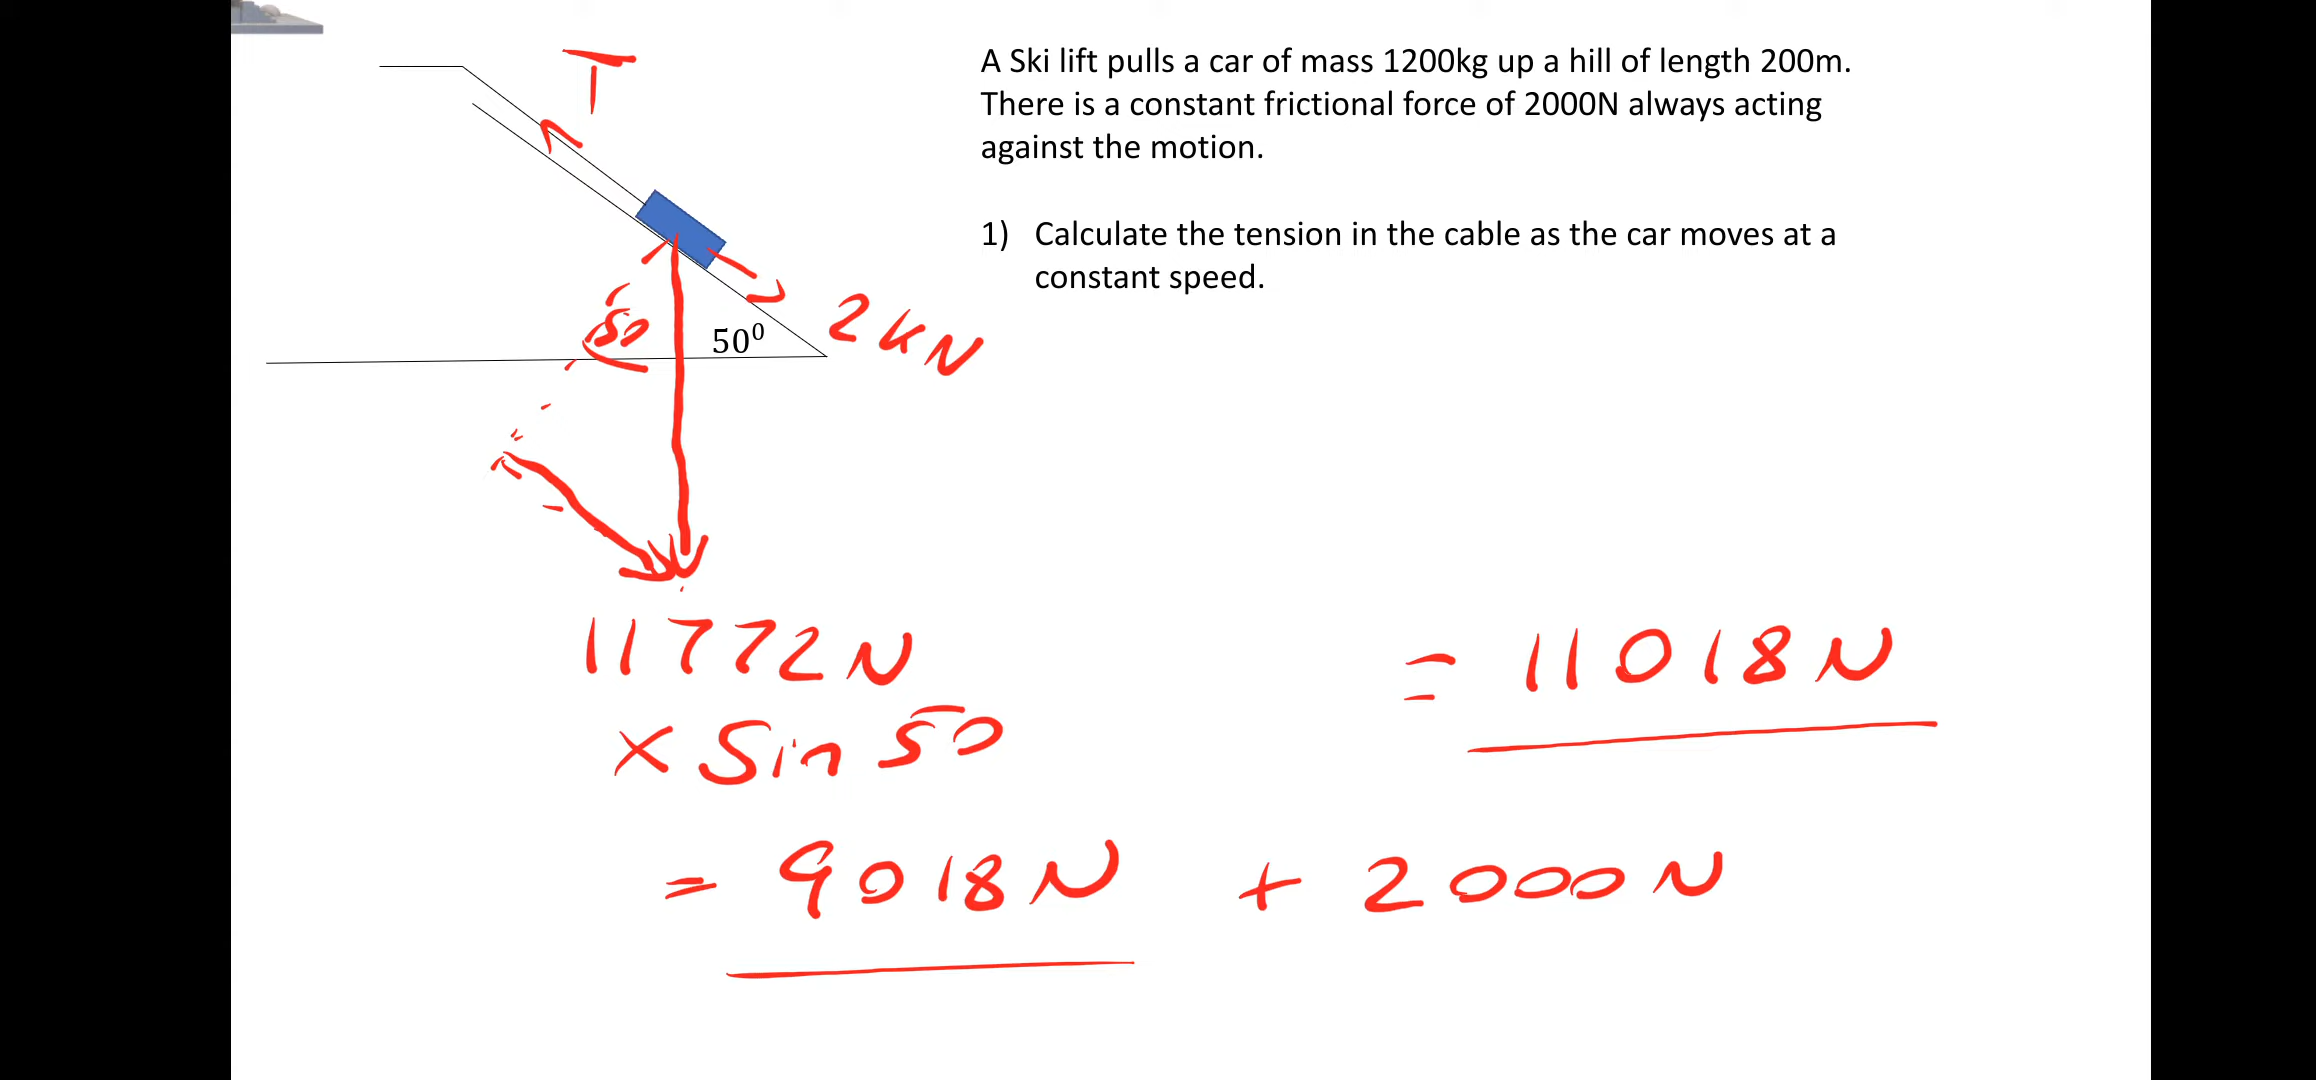 A Ski lift pulls a car of mass 1200kg up a hill of length 200m.
There is a constant frictional force of 2000N always acting
against the motion.
1) Calculate the tension in the cable as the car moves at a
constant speed.
T
50
50⁰
2kN
11772N
x Sin 50
= 9018N + 2000N
= 11018N